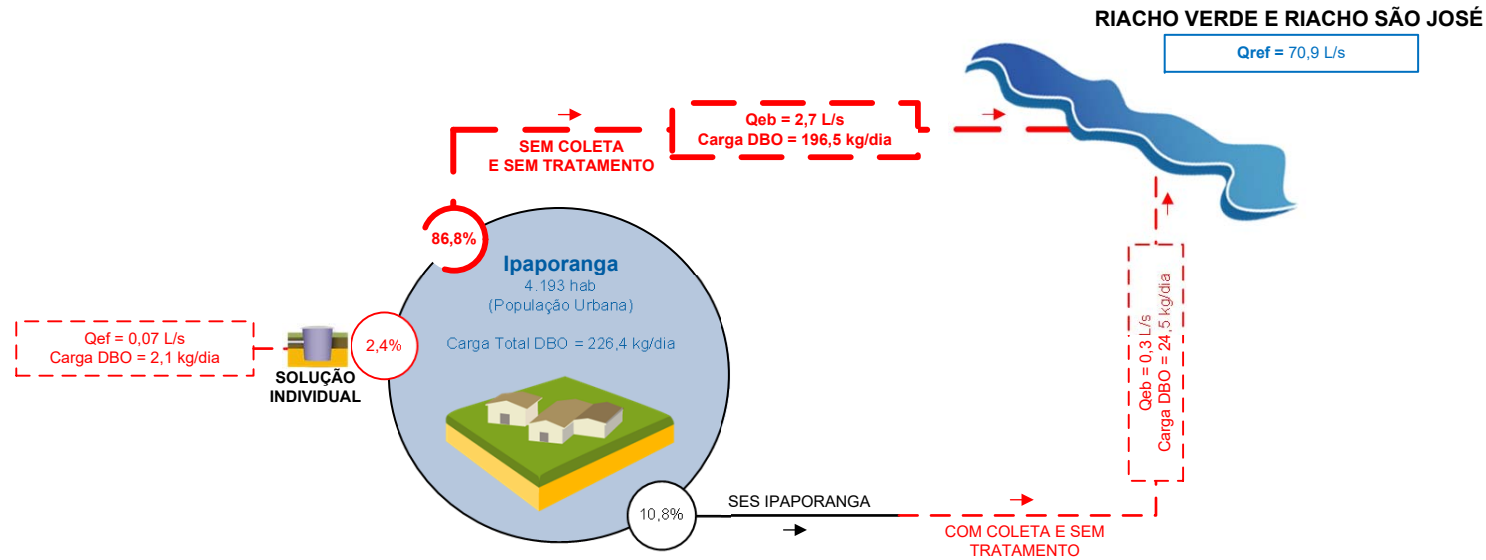 RIACHO VERDE E RIACHO SÃO JOSÉ
Qref = 70,9 L/s
Qeb = 2,7 L/s
Carga DBO = 196,5 kg/dia
SEM COLETA
E SEM TRATAMENTO
86,8%
Ipaporanga
4.193 hab
(População Urbana)
Carga Total DBO = 226,4 kg/dia
Qef = 0,07 L/s
Carga DBO = 2,1 kg/dia
SOLUÇÃO
INDIVIDUAL
2,4%
10,8%
SES IPAPORANGA
COM COLETA E SEM
TRATAMENTO
Qeb = 0,3 L/s
Carga DBO = 24,5 kg/dia